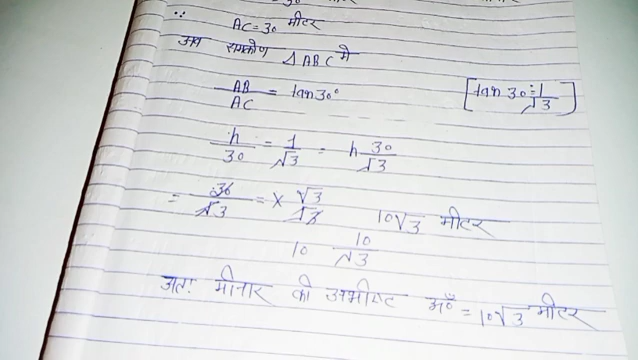 ∵ AC = 30 मीटर
अब समकोण △ABC में
AB/AC = tan30° [tan 30 = 1/√3]
h/30 = 1/√3 = h 30/√3
= 30/√3 = × √3/√3 10√3 मीटर
10 10/√3
अतः मीनार की अभीष्ट ऊँ० = 10√3 मीटर